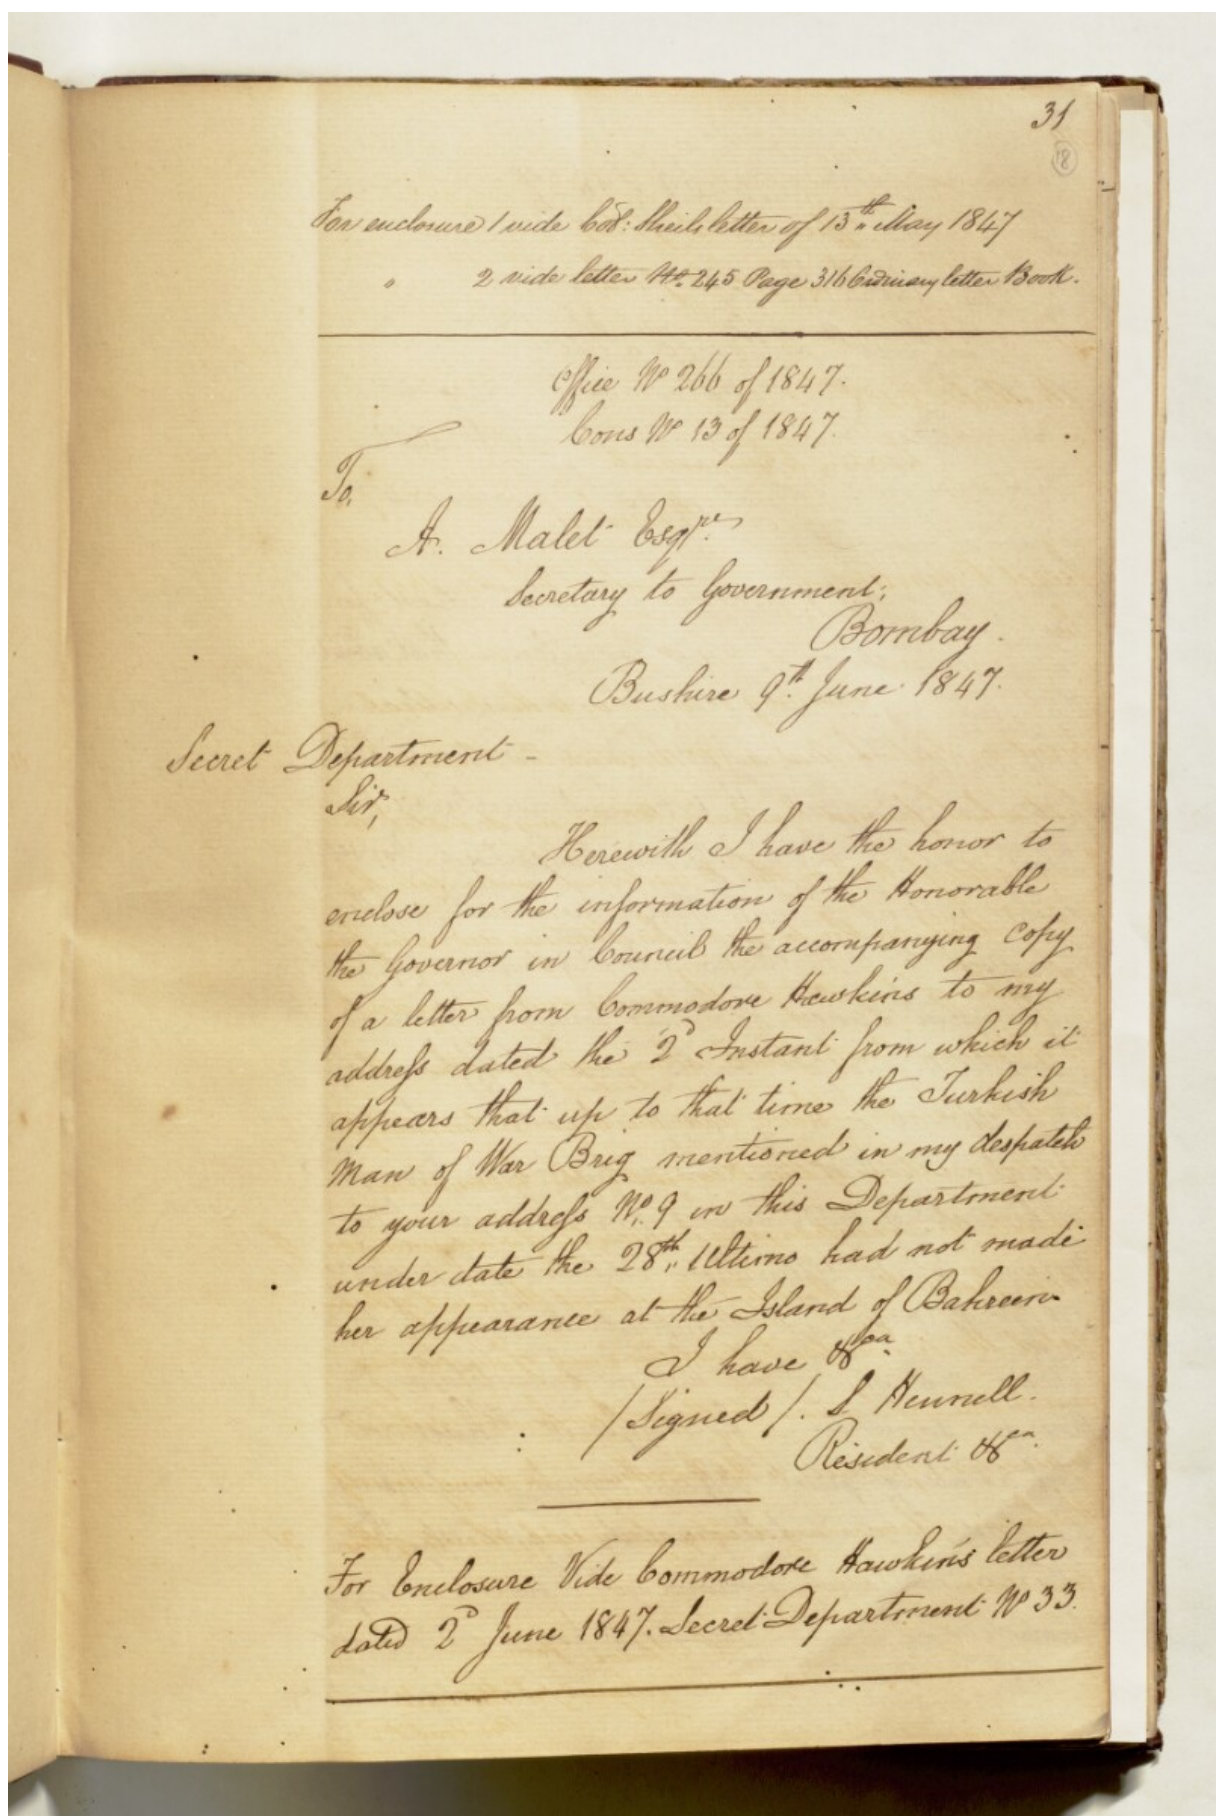 31
18
For enclosure 1 vide Col: Sheils letter of 13th May 1847
" 2 vide letter No. 245 Page 316 Ordinary letter Book.
Office No 266 of 1847.
Cons No 13 of 1847.
To,
A. Malet Esqre.
Secretary to Government,
Bombay.
Bushire 9th. June 1847.
Secret Department -
Sir,
Herewith I have the honor to
enclose for the information of the Honorable
the Governor in Council the accompanying copy
of a letter from Commodore Hawkins to my
addreſs dated the 2d Instant from which it
appears that up to that time the Turkish
Man of War Brig mentioned in my despatch
to your addreſs No. 9 in this Department
under date the 28th Ultimo had not made
her appearance at the Island of Bahrein.
I have &ca.
/Signed/. S Hennell.
Resident &ca.
For Enclosure Vide Commodore Hawkins letter
dated 2d June 1847. Secret Department No 33.